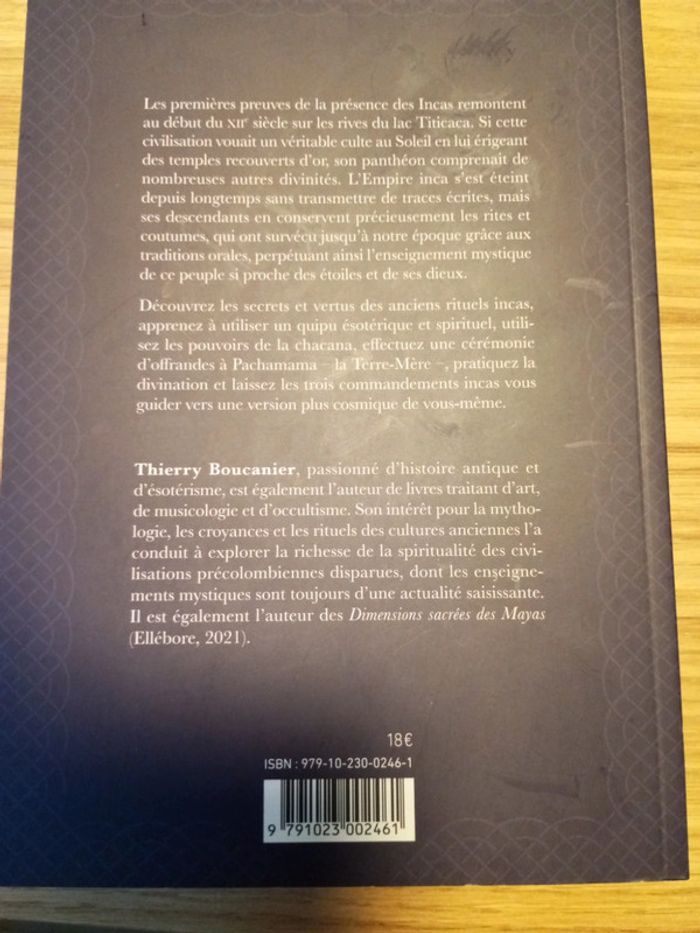 Les premières preuves de la présence des Incas remontent
au début du XIIe siècle sur les rives du lac Titicaca. Si cette
civilisation vouait un véritable culte au Soleil en lui érigeant
des temples recouverts d'or, son panthéon comprenait de
nombreuses autres divinités. L'Empire inca s'est éteint
depuis longtemps sans transmettre de traces écrites, mais
ses descendants en conservent précieusement les rites et
coutumes, qui ont survécu jusqu'à notre époque grâce aux
traditions orales, perpétuant ainsi l'enseignement mystique
de ce peuple si proche des étoiles et de ses dieux.
Découvrez les secrets et vertus des anciens rituels incas,
apprenez à utiliser un quipu ésotérique et spirituel, utili-
sez les pouvoirs de la chacana, effectuez une cérémonie
d'offrandes à Pachamama – la Terre-Mère –, pratiquez la
divination et laissez les trois commandements incas vous
guider vers une version plus cosmique de vous-même.
Thierry Boucanier, passionné d'histoire antique et
d'ésotérisme, est également l'auteur de livres traitant d'art,
de musicologie et d'occultisme. Son intérêt pour la mytho-
logie, les croyances et les rituels des cultures anciennes l'a
conduit à explorer la richesse de la spiritualité des civi-
lisations précolombiennes disparues, dont les enseigne-
ments mystiques sont toujours d'une actualité saisissante.
Il est également l'auteur des Dimensions sacrées des Mayas
(Ellébore, 2021).
18€
ISBN : 979-10-230-0246-1
9 791023 002461